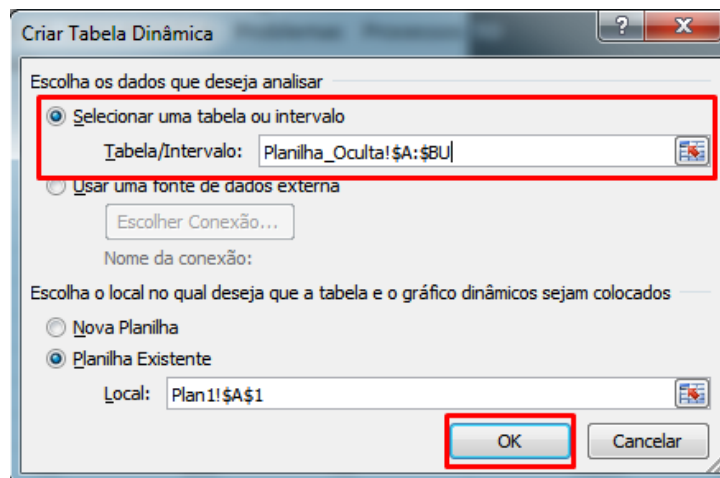 Criar Tabela Dinâmica
?
X
Escolha os dados que deseja analisar
Selecionar uma tabela ou intervalo
Tabela/Intervalo: Planilha_Oculta!$A:$BU
Usar uma fonte de dados externa
Escolher Conexão...
Nome da conexão:
Escolha o local no qual deseja que a tabela e o gráfico dinâmicos sejam colocados
Nova Planilha
Planilha Existente
Local: Plan1!$A$1
OK Cancelar